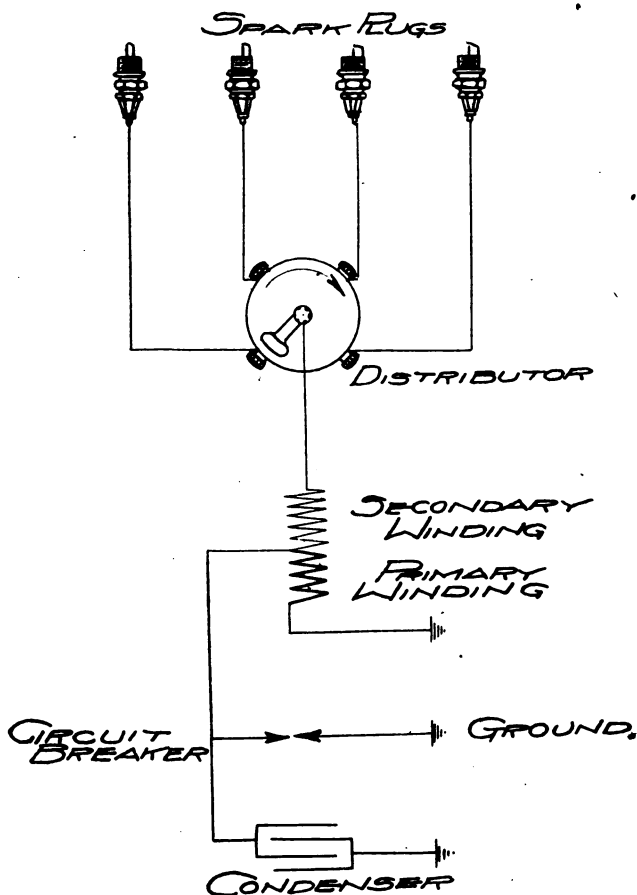 SPARK PLUGS
DISTRIBUTOR
SECONDARY
WINDING
PRIMARY
WINDING
CIRCUIT
BREAKER
GROUND.
CONDENSER